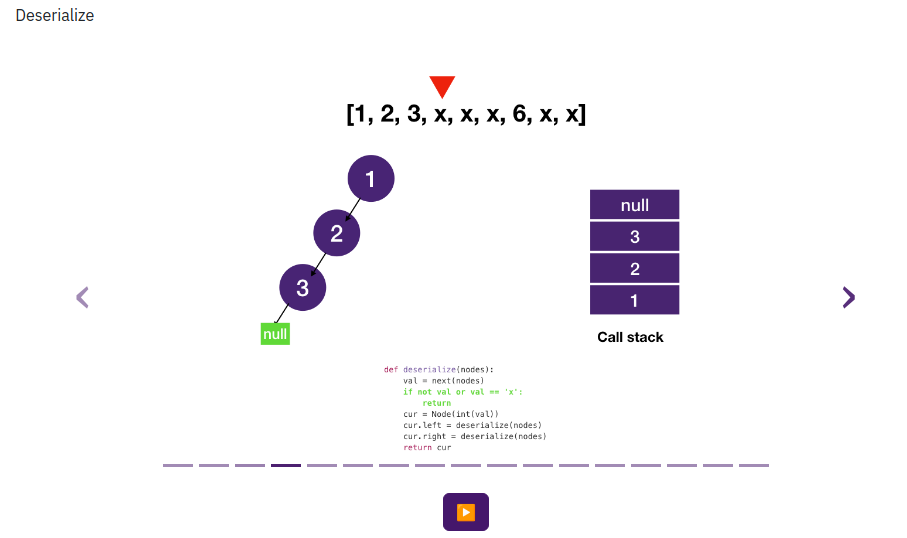 Deserialize
[1, 2, 3, x, x, x, 6, x, x]
1
2
3
null
null
3
2
1
Call stack
def deserialize(nodes):
    val = next(nodes)
    if not val or val == 'x':
        return
    cur = Node(int(val))
    cur.left = deserialize(nodes)
    cur.right = deserialize(nodes)
    return cur